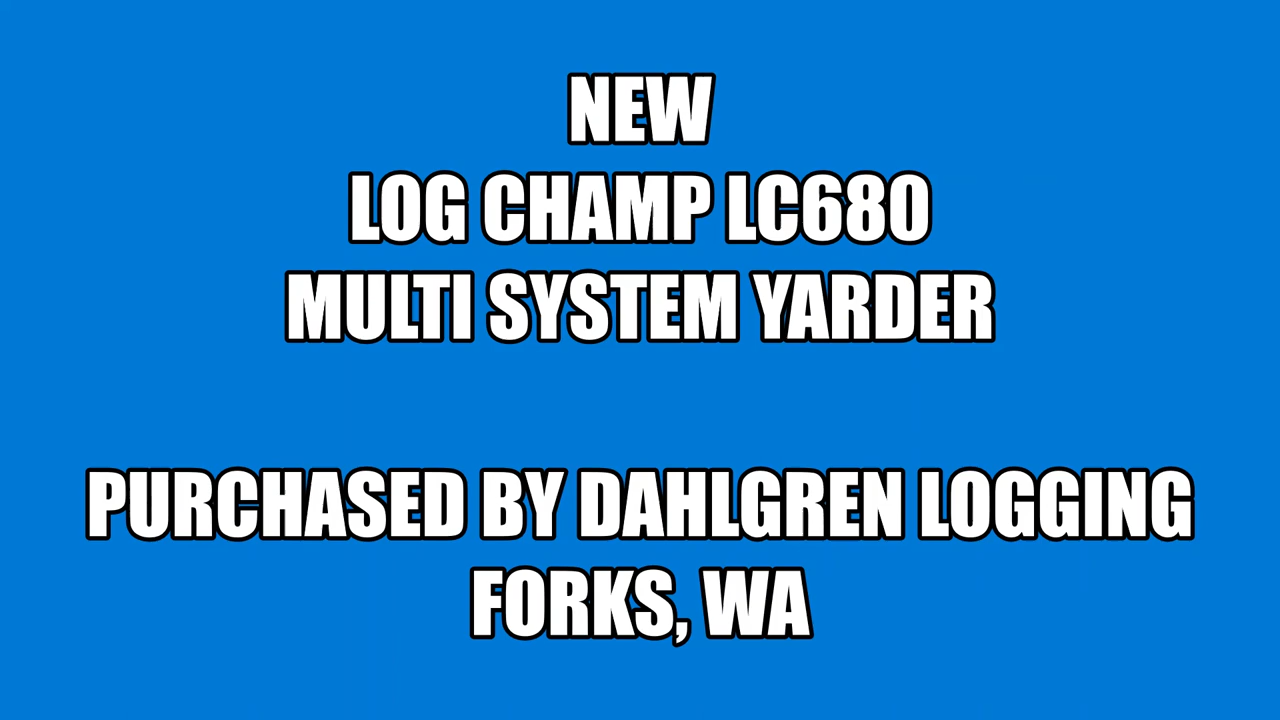 NEW
LOG CHAMP LC680
MULTI SYSTEM YARDER
PURCHASED BY DAHLGREN LOGGING
FORKS, WA